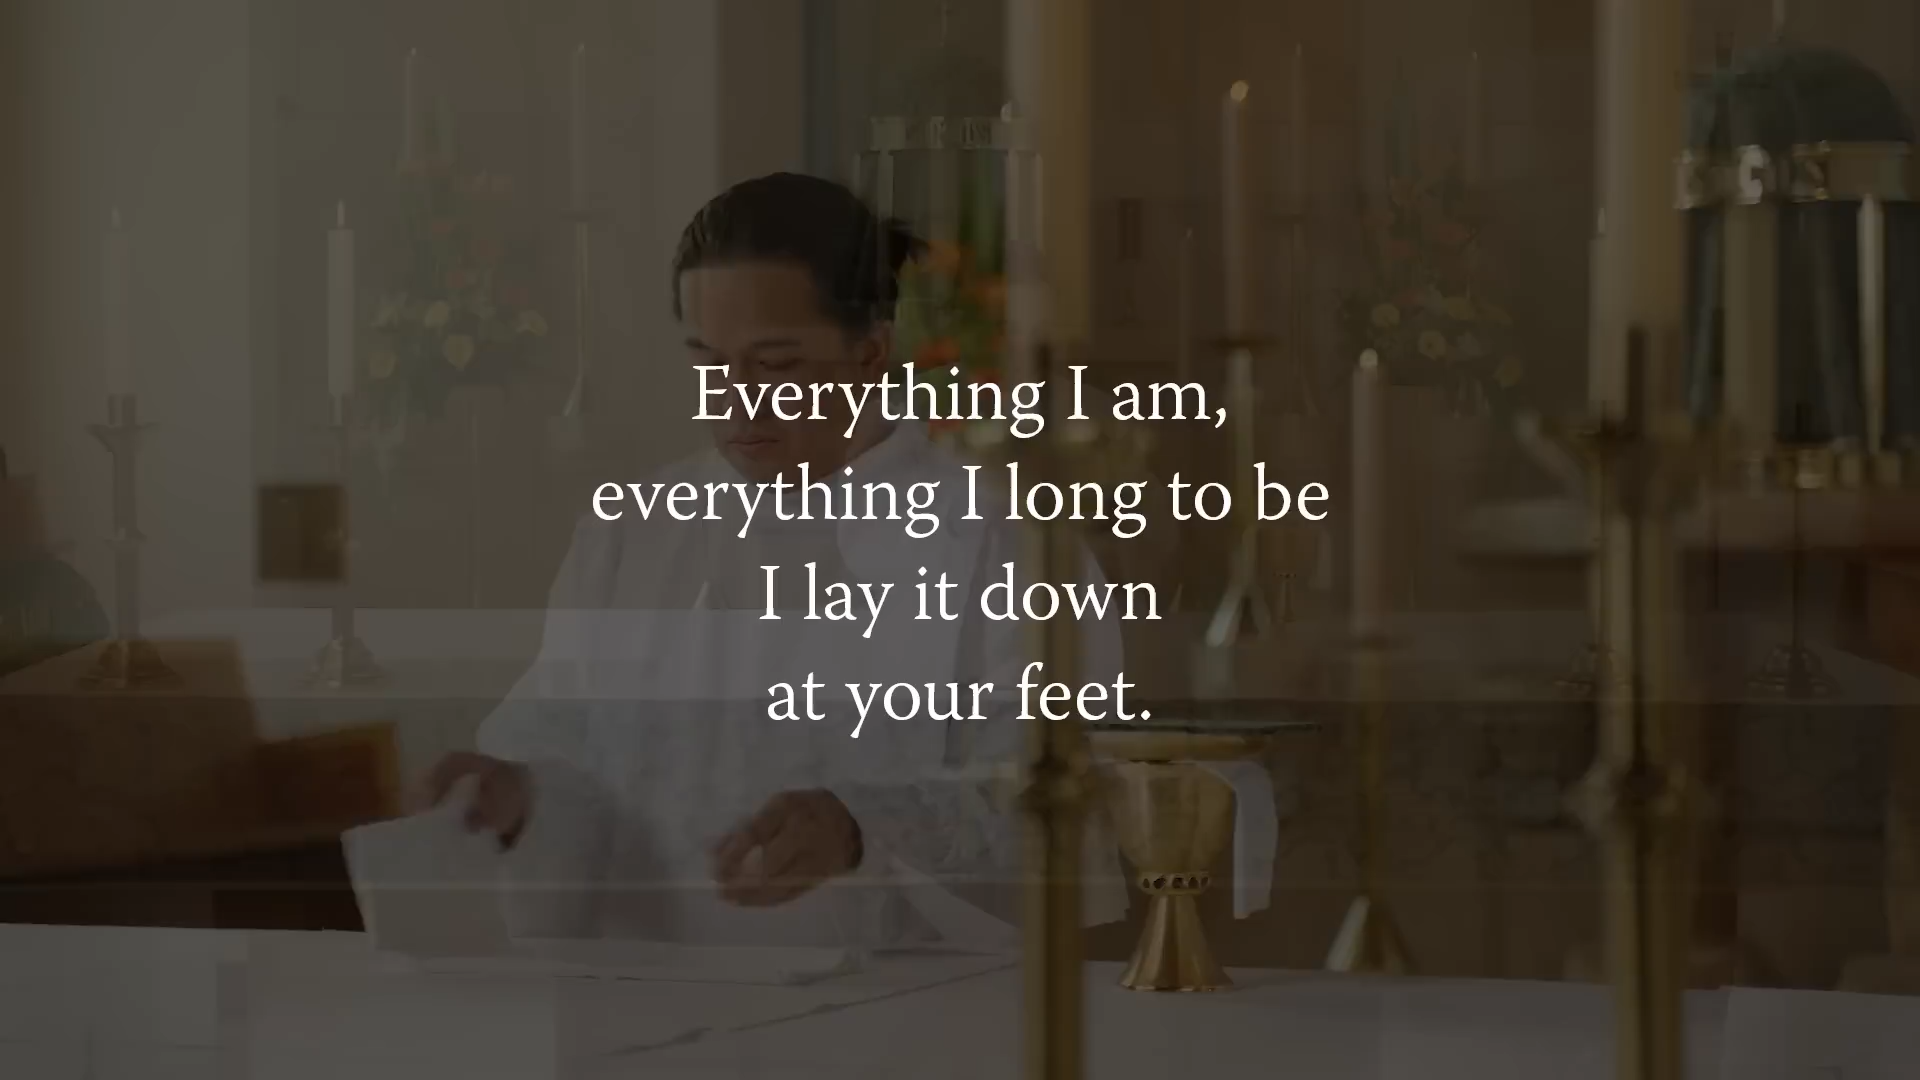 Everything I am,
everything I long to be
I lay it down
at your feet.